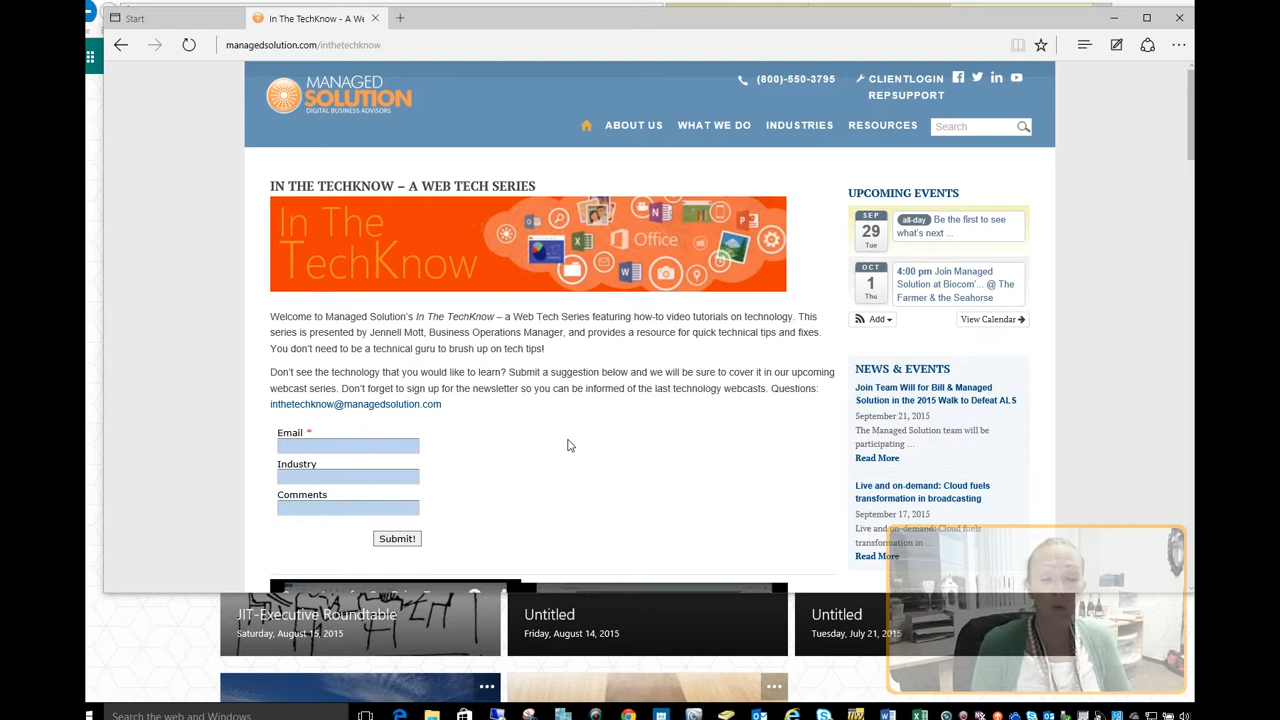 Start
In The TechKnow - A We
managedsolution.com/inthetechknow
MANAGED
SOLUTION
DIGITAL BUSINESS ADVISORS
(800)-550-3795
CLIENTLOGIN
REPSUPPORT
ABOUT US
WHAT WE DO
INDUSTRIES
RESOURCES
Search
IN THE TECHKNOW – A WEB TECH SERIES
In The
TechKnow
Office
Welcome to Managed Solution's In The TechKnow – a Web Tech Series featuring how-to video tutorials on technology. This
series is presented by Jennell Mott, Business Operations Manager, and provides a resource for quick technical tips and fixes.
You don't need to be a technical guru to brush up on tech tips!
Don't see the technology that you would like to learn? Submit a suggestion below and we will be sure to cover it in our upcoming
webcast series. Don't forget to sign up for the newsletter so you can be informed of the last technology webcasts. Questions:
inthetechknow@managedsolution.com
Email *
Industry
Comments
Submit!
UPCOMING EVENTS
SEP
29
Tue
all-day Be the first to see
what's next ...
OCT
1
Thu
4:00 pm Join Managed
Solution at Biocom'... @ The
Farmer & the Seahorse
Add
View Calendar
NEWS & EVENTS
Join Team Will for Bill & Managed
Solution in the 2015 Walk to Defeat ALS
September 21, 2015
The Managed Solution team will be
participating ...
Read More
Live and on-demand: Cloud fuels
transformation in broadcasting
September 17, 2015
Live and on-demand: Cloud fuels
transformation in ...
Read More
JIT-Executive Roundtable
Saturday, August 15, 2015
Untitled
Friday, August 14, 2015
Untitled
Tuesday, July 21, 2015
Search the web and Windows